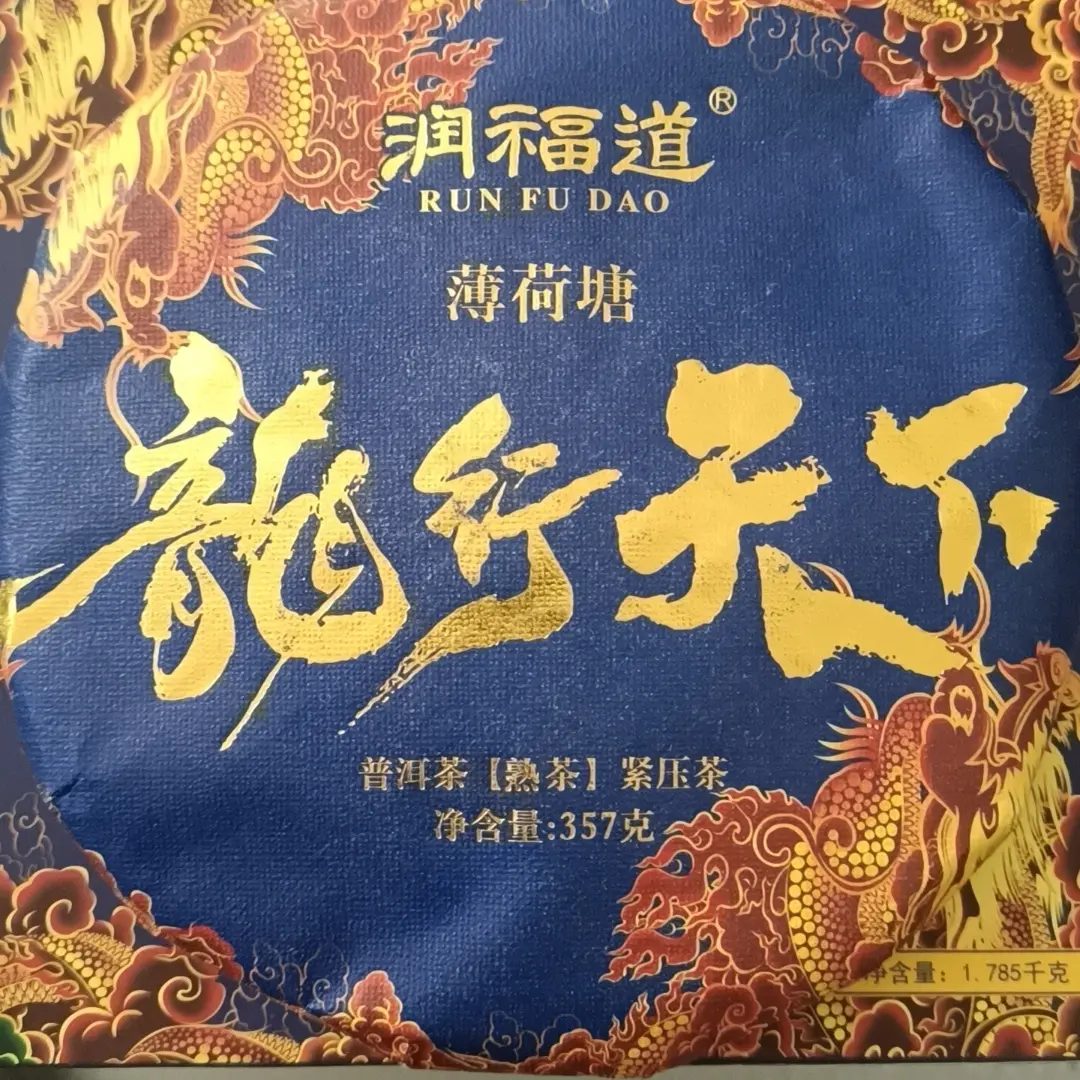 润福道®
RUN FU DAO
薄荷塘
龍行天下
普洱茶【熟茶】紧压茶
净含量:357克
净含量：1.785千克